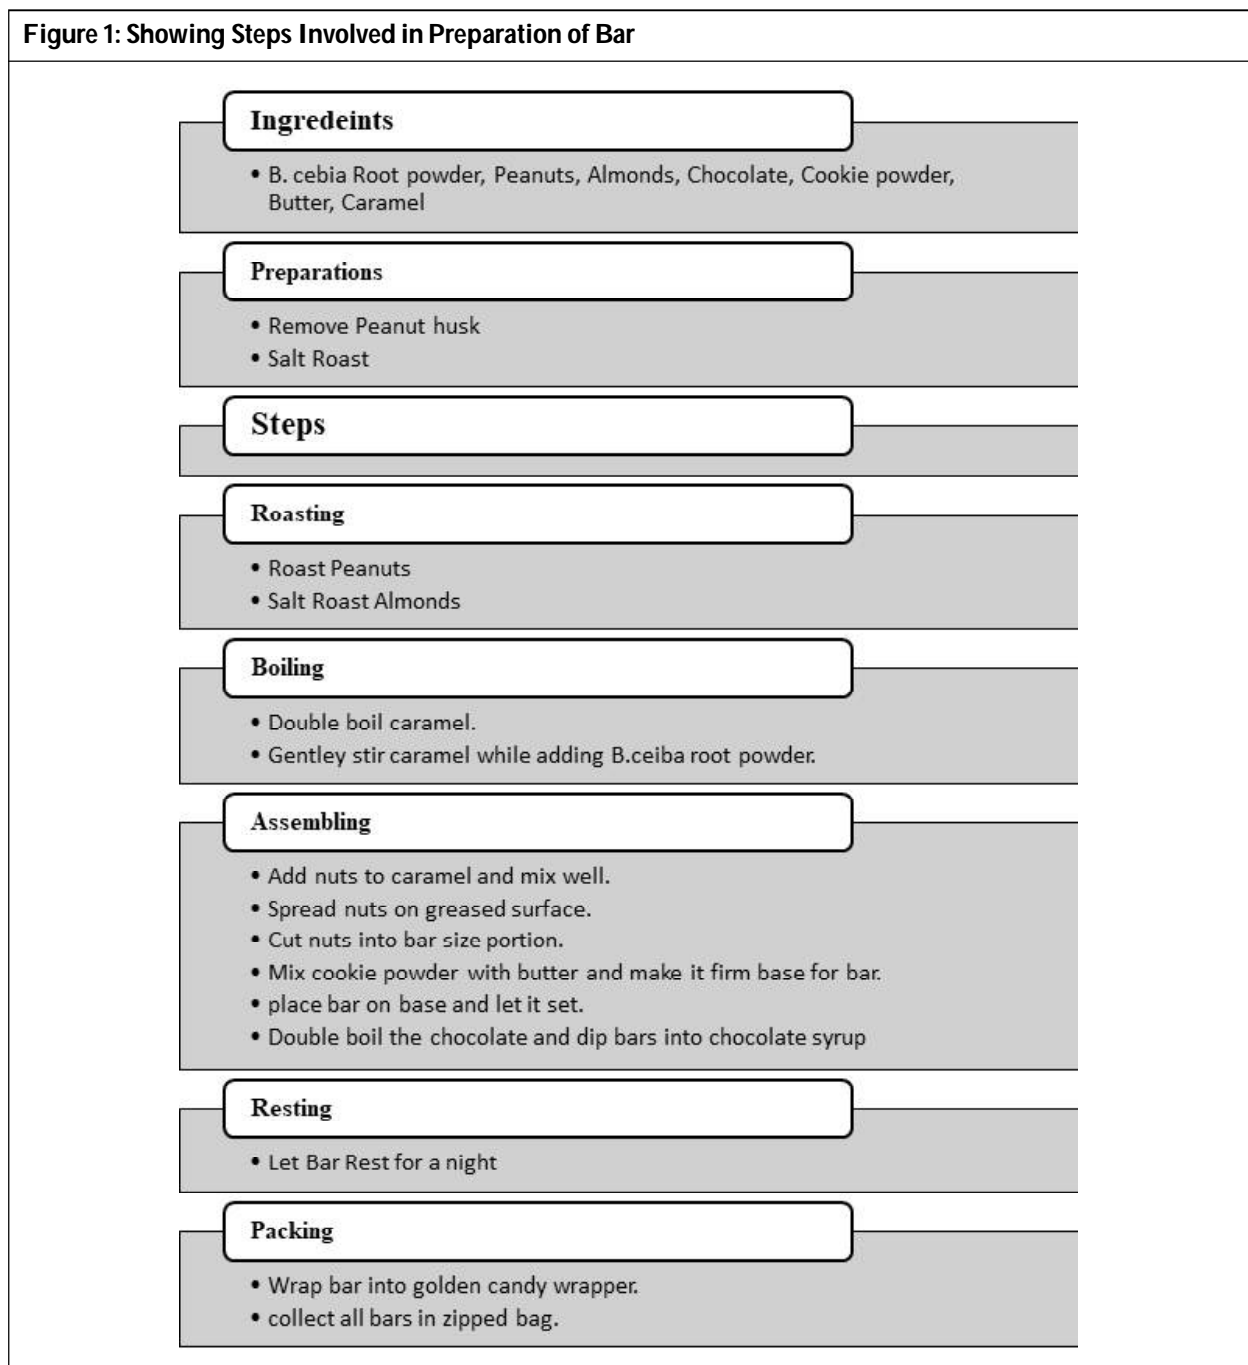 Figure 1: Showing Steps Involved in Preparation of Bar
Ingredeints
• B. cebia Root powder, Peanuts, Almonds, Chocolate, Cookie powder,
Butter, Caramel
Preparations
• Remove Peanut husk
• Salt Roast
Steps
Roasting
• Roast Peanuts
• Salt Roast Almonds
Boiling
• Double boil caramel.
• Gentley stir caramel while adding B.ceiba root powder.
Assembling
• Add nuts to caramel and mix well.
• Spread nuts on greased surface.
• Cut nuts into bar size portion.
• Mix cookie powder with butter and make it firm base for bar.
• place bar on base and let it set.
• Double boil the chocolate and dip bars into chocolate syrup
Resting
• Let Bar Rest for a night
Packing
• Wrap bar into golden candy wrapper.
• collect all bars in zipped bag.